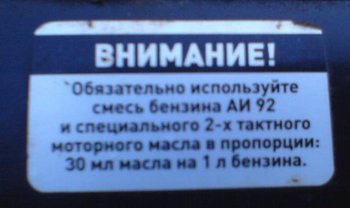 ВНИМАНИЕ!
Обязательно используйте
смесь бензина АИ 92
и специального 2-х тактного
моторного масла в пропорции:
30 мл масла на 1 л бензина.